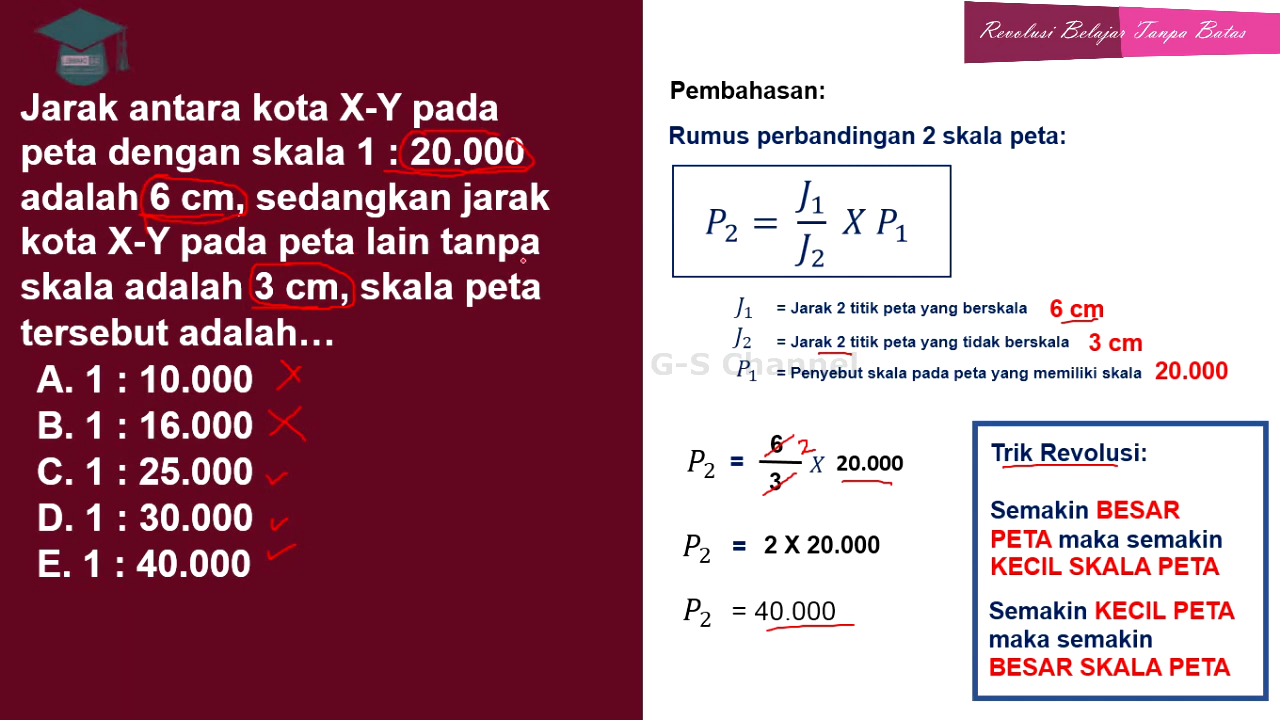 Revolusi Belajar Tanpa Batas
Jarak antara kota X-Y pada
peta dengan skala 1 : 20.000
adalah 6 cm, sedangkan jarak
kota X-Y pada peta lain tanpa
skala adalah 3 cm, skala peta
tersebut adalah...
A. 1 : 10.000
B. 1 : 16.000
C. 1 : 25.000
D. 1 : 30.000
E. 1 : 40.000
Pembahasan:
Rumus perbandingan 2 skala peta:
P₂ = J₁/J₂ X P₁
J₁ = Jarak 2 titik peta yang berskala 6 cm
J₂ = Jarak 2 titik peta yang tidak berskala 3 cm
G-S Channel
P₁ = Penyebut skala pada peta yang memiliki skala 20.000
P₂ = 6/3 2 X 20.000
P₂ = 2 X 20.000
P₂ = 40.000
Trik Revolusi:
Semakin BESAR
PETA maka semakin
KECIL SKALA PETA
Semakin KECIL PETA
maka semakin
BESAR SKALA PETA